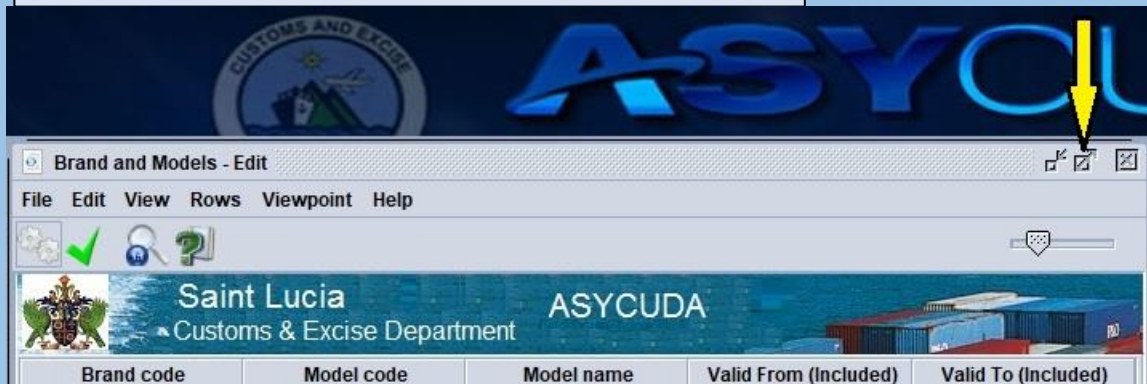 CUSTOMS AND EXCISE
ASYCU
Brand and Models - Edit
File Edit View Rows Viewpoint Help
Saint Lucia ASYCUDA
Customs & Excise Department
Brand code Model code Model name Valid From (Included) Valid To (Included)